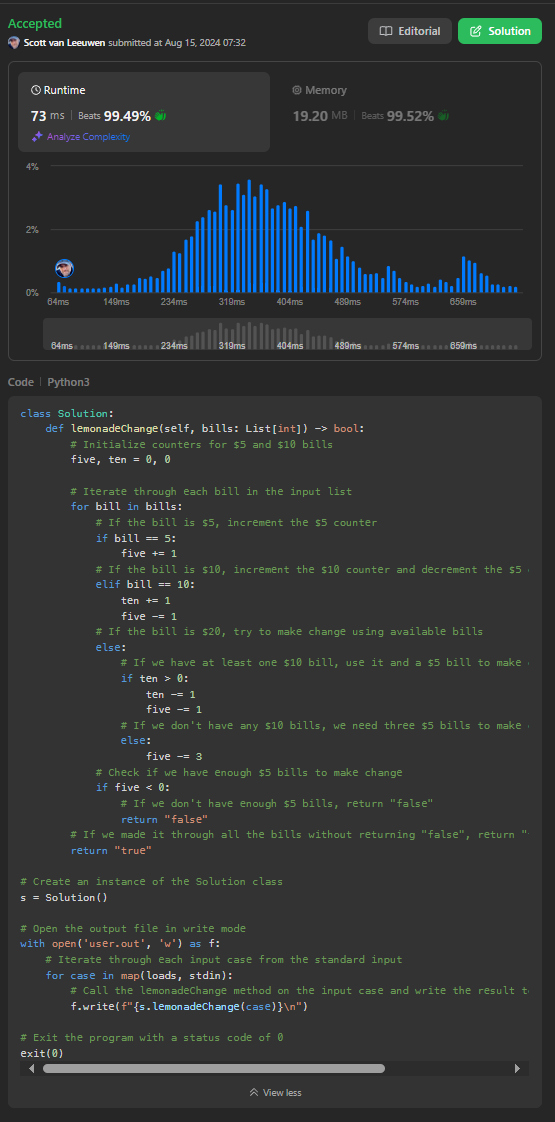 Accepted
Scott van Leeuwen submitted at Aug 15, 2024 07:32
Editorial
Solution
Runtime
73 ms | Beats 99.49%
Analyze Complexity
Memory
19.20 MB | Beats 99.52%
4%
2%
0%
64ms 149ms 234ms 319ms 404ms 489ms 574ms 659ms
64ms 149ms 234ms 319ms 404ms 489ms 574ms 659ms
Code | Python3
class Solution:
    def lemonadeChange(self, bills: List[int]) -> bool:
        # Initialize counters for $5 and $10 bills
        five, ten = 0, 0
        # Iterate through each bill in the input list
        for bill in bills:
            # If the bill is $5, increment the $5 counter
            if bill == 5:
                five += 1
            # If the bill is $10, increment the $10 counter and decrement the $5
            elif bill == 10:
                ten += 1
                five -= 1
            # If the bill is $20, try to make change using available bills
            else:
                # If we have at least one $10 bill, use it and a $5 bill to make
                if ten > 0:
                    ten -= 1
                    five -= 1
                # If we don't have any $10 bills, we need three $5 bills to make
                else:
                    five -= 3
            # Check if we have enough $5 bills to make change
            if five < 0:
                # If we don't have enough $5 bills, return "false"
                return "false"
        # If we made it through all the bills without returning "false", return "
        return "true"
# Create an instance of the Solution class
s = Solution()
# Open the output file in write mode
with open('user.out', 'w') as f:
    # Iterate through each input case from the standard input
    for case in map(loads, stdin):
        # Call the lemonadeChange method on the input case and write the result
        f.write(f"{s.lemonadeChange(case)}\n")
# Exit the program with a status code of 0
exit(0)
View less